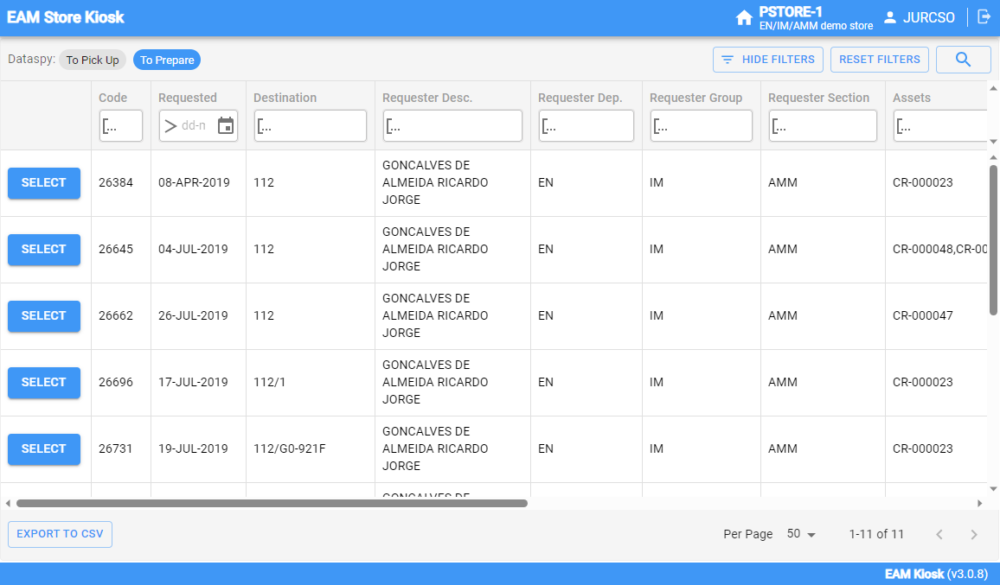 EAM Store Kiosk
PSTORE-1
EN/IM/AMM demo store
JURCSO
Dataspy: To Pick Up To Prepare
HIDE FILTERS RESET FILTERS
Code Requested Destination Requester Desc. Requester Dep. Requester Group Requester Section Assets
[... > dd-n [... [... [... [... [... [...
SELECT 26384 08-APR-2019 112 GONCALVES DE ALMEIDA RICARDO JORGE EN IM AMM CR-000023
SELECT 26645 04-JUL-2019 112 GONCALVES DE ALMEIDA RICARDO JORGE EN IM AMM CR-000048,CR-00
SELECT 26662 26-JUL-2019 112 GONCALVES DE ALMEIDA RICARDO JORGE EN IM AMM CR-000047
SELECT 26696 17-JUL-2019 112/1 GONCALVES DE ALMEIDA RICARDO JORGE EN IM AMM CR-000023
SELECT 26731 19-JUL-2019 112/G0-921F GONCALVES DE ALMEIDA RICARDO JORGE EN IM AMM CR-000023
EXPORT TO CSV
Per Page 50 1-11 of 11
EAM Kiosk (v3.0.8)